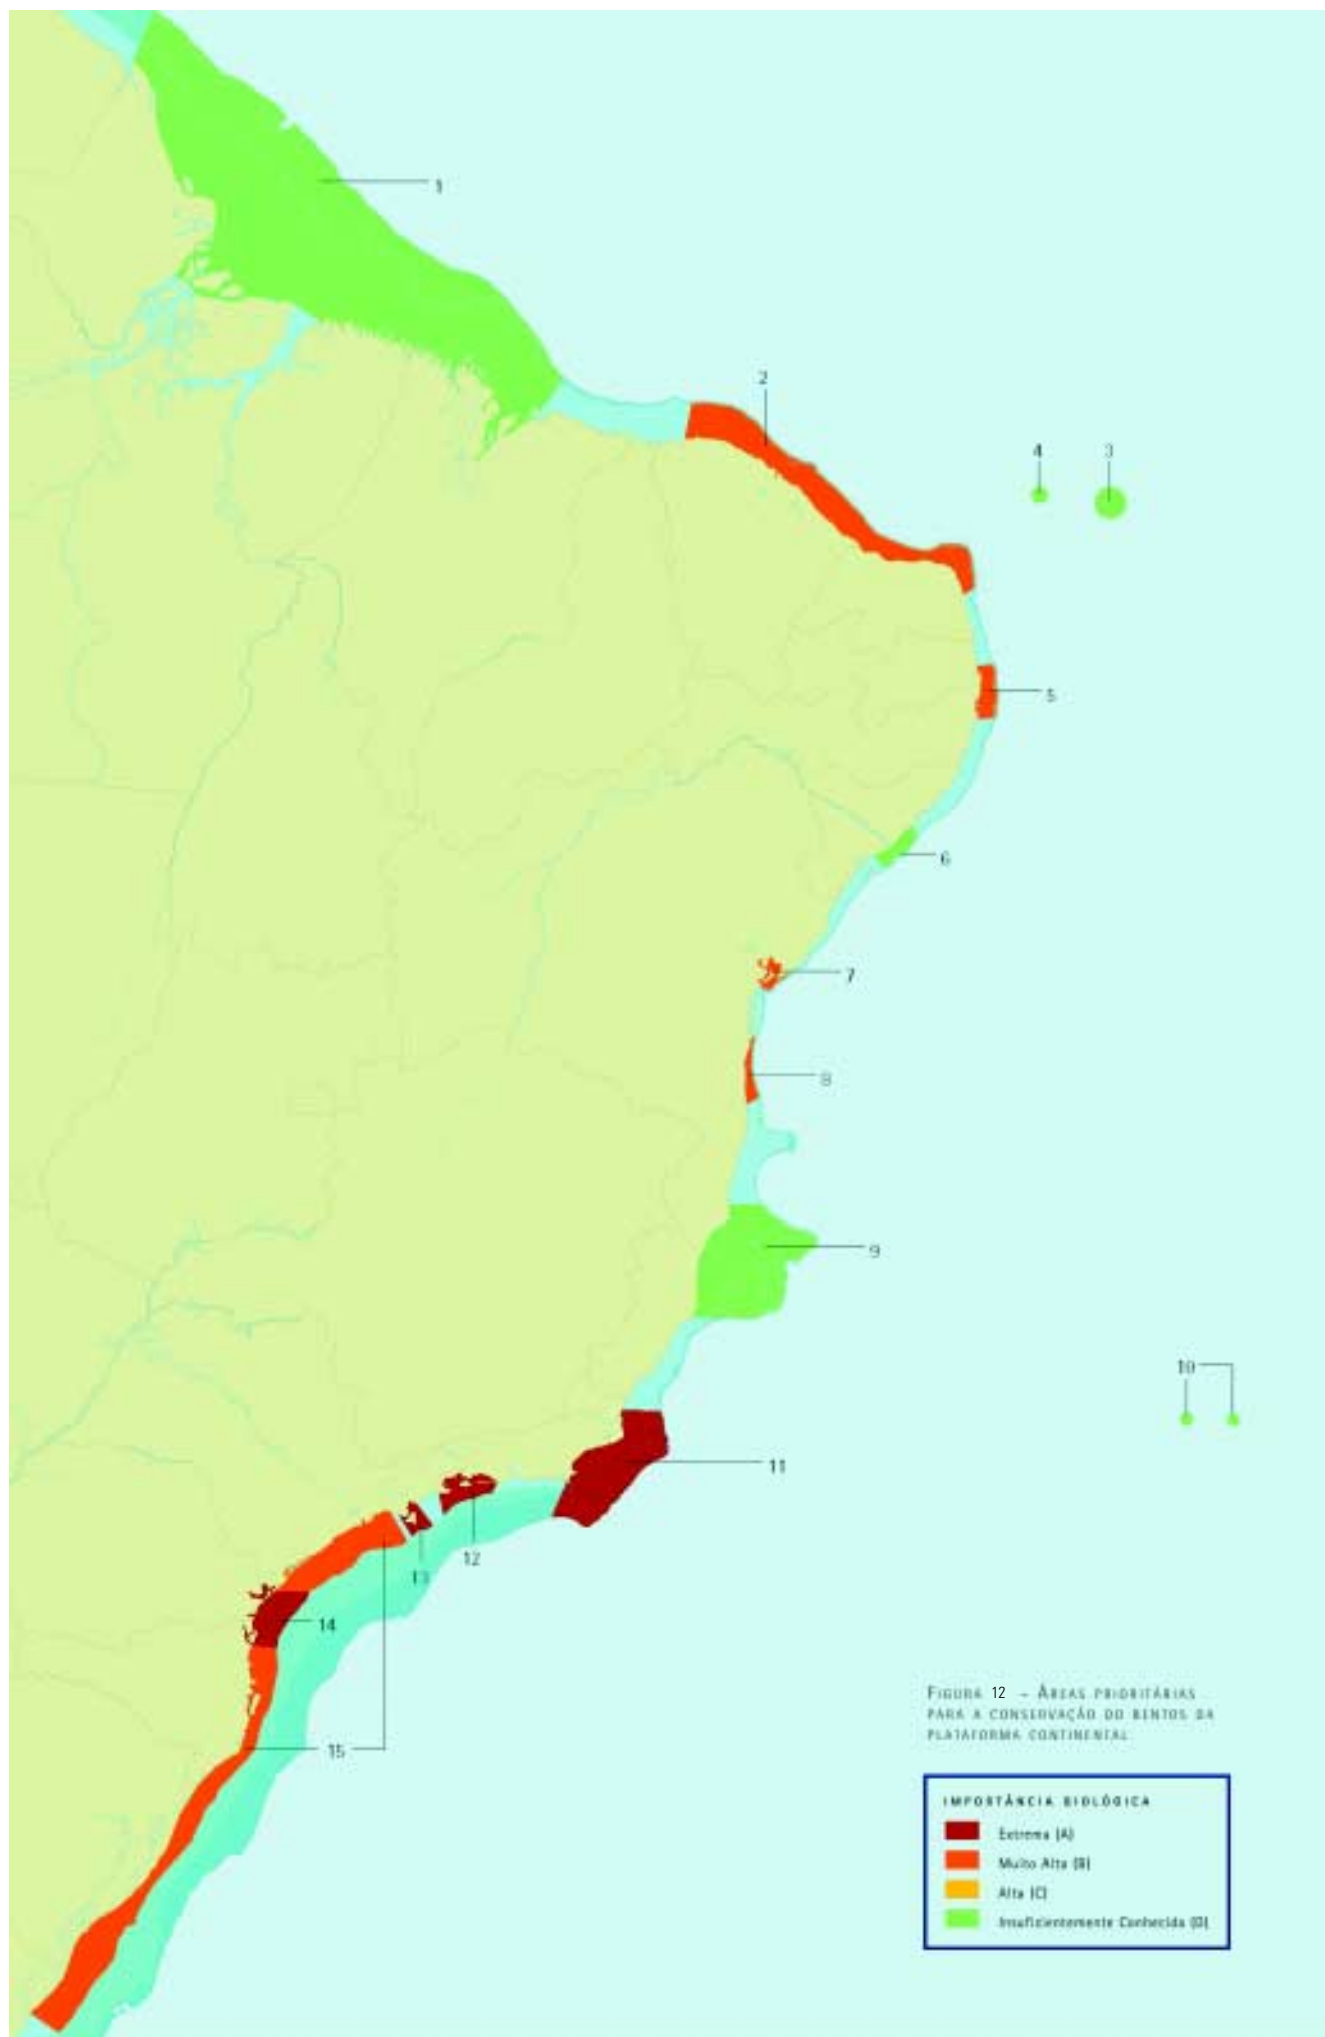 1
2
4
3
5
6
7
8
9
10
11
12
13
14
15
FIGURA 12 – ÁREAS PRIORITÁRIAS
PARA A CONSERVAÇÃO DO BENTOS DA
PLATAFORMA CONTINENTAL
IMPORTÂNCIA BIOLÓGICA
Extrema (A)
Muito Alta (B)
Alta (C)
Insuficientemente Conhecida (D)